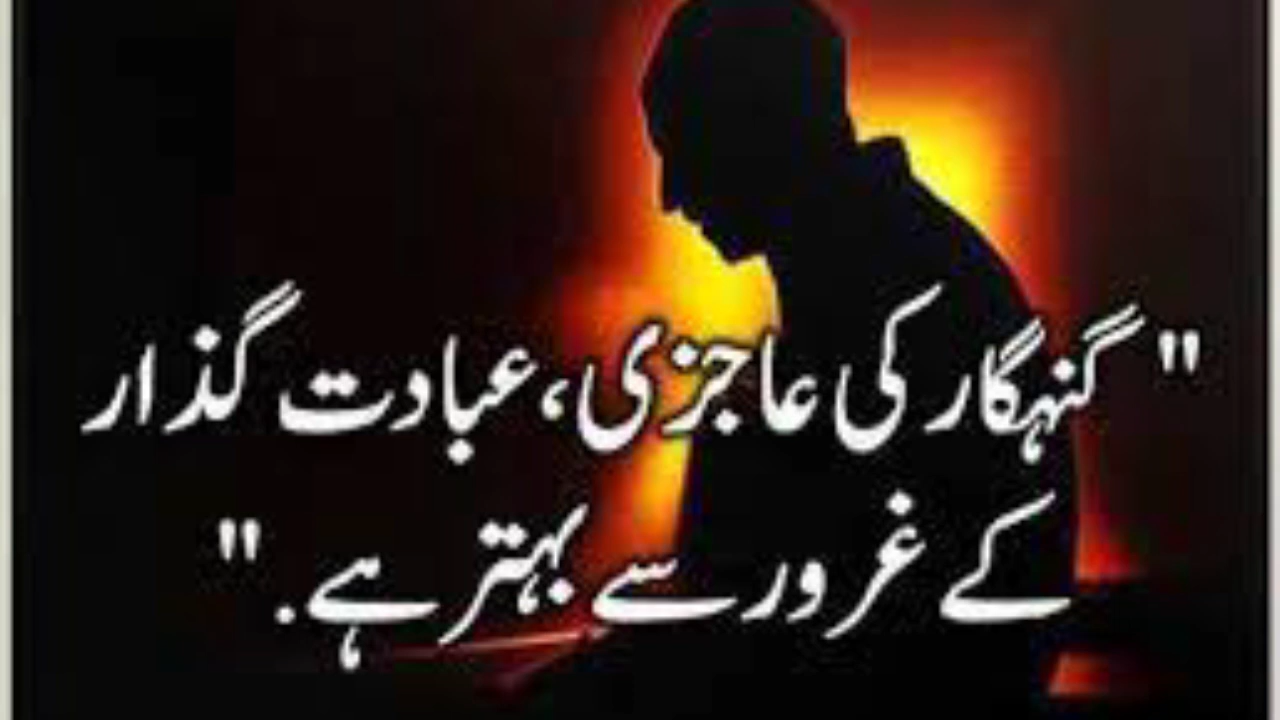 " گنہگار کی عاجزی، عبادت گذار
کے غرور سے بہتر ہے. "